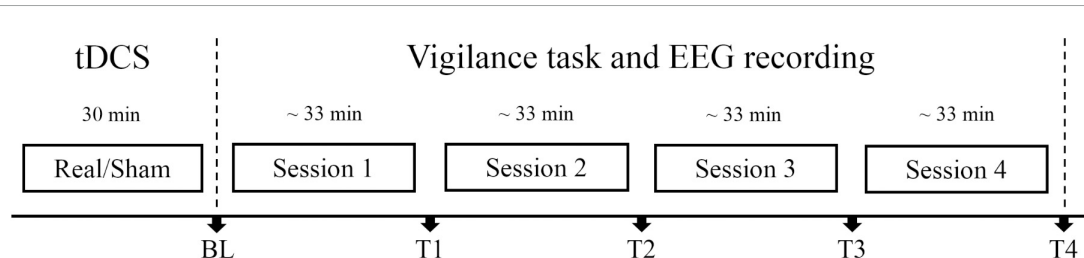 tDCS Vigilance task and EEG recording
30 min ~ 33 min ~ 33 min ~ 33 min ~ 33 min
Real/Sham Session 1 Session 2 Session 3 Session 4
BL T1 T2 T3 T4